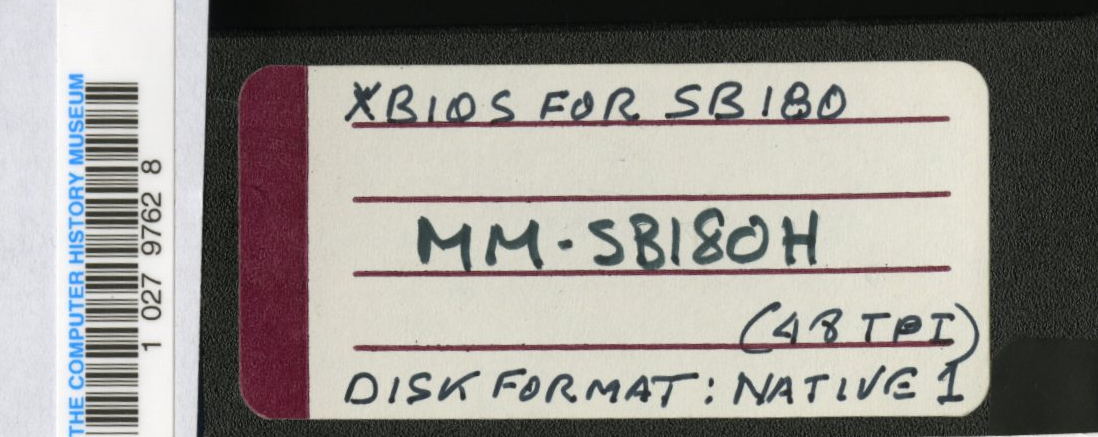 XBIOS FOR SB180
MM-SB180H
(48 TPI)
DISK FORMAT: NATIVE 1
THE COMPUTER HISTORY MUSEUM
1 027 9762 8